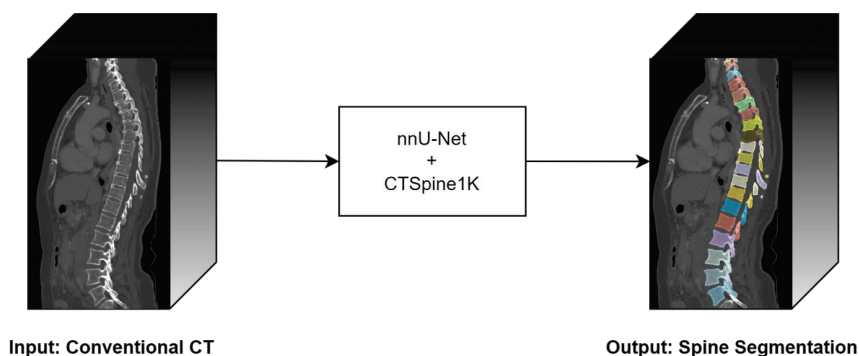 nnU-Net
+
CTSpine1K
Input: Conventional CT
Output: Spine Segmentation